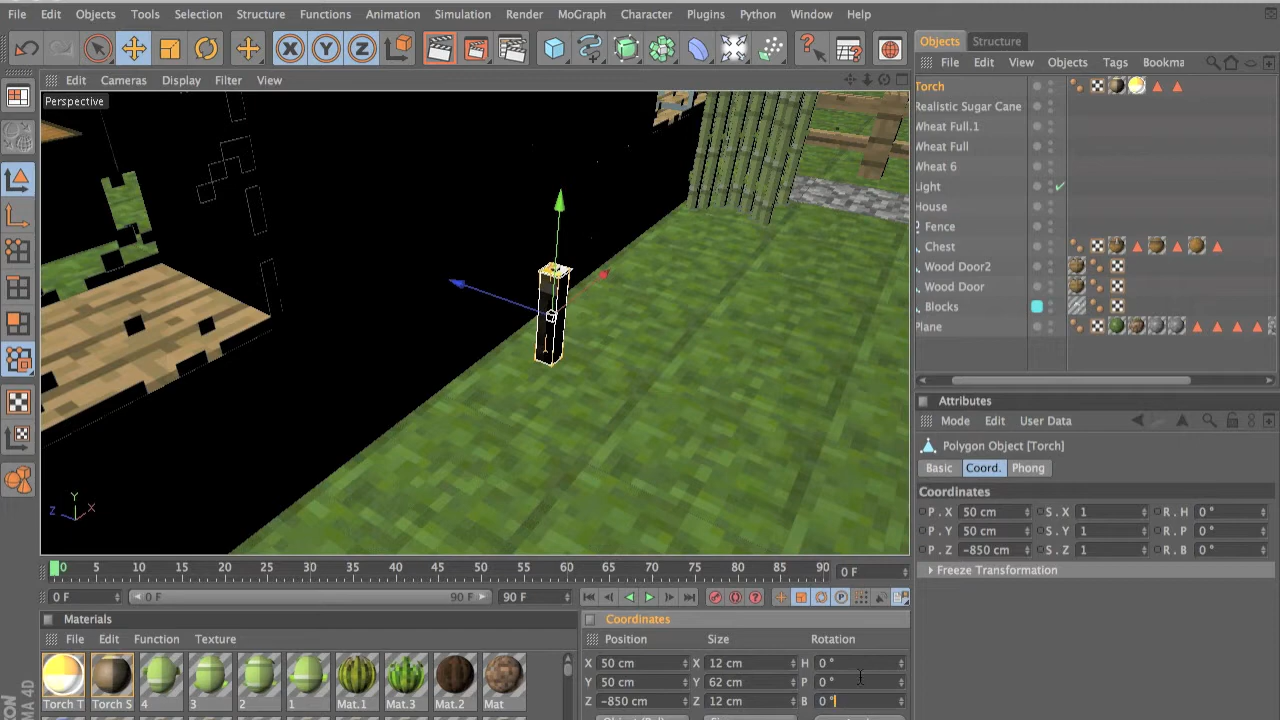 File Edit Objects Tools Selection Structure Functions Animation Simulation Render MoGraph Character Plugins Python Window Help
Objects Structure
File Edit View Objects Tags Bookma
Edit Cameras Display Filter View
Perspective
Torch
Realistic Sugar Cane
Wheat Full.1
Wheat Full
Wheat 6
Light
House
Fence
Chest
Wood Door2
Wood Door
Blocks
Plane
Attributes
Mode Edit User Data
Polygon Object [Torch]
Basic Coord. Phong
Coordinates
P . X 50 cm S . X 1 R . H 0 °
P . Y 50 cm S . Y 1 R . P 0 °
P . Z -850 cm S . Z 1 R . B 0 °
Freeze Transformation
Y
Z X
0 5 10 15 20 25 30 35 40 45 50 55 60 65 70 75 80 85 90 0 F
0 F 0 F 90 F 90 F
Materials
File Edit Function Texture
Torch T Torch S 4 3 2 1 Mat.1 Mat.3 Mat.2 Mat
Coordinates
Position Size Rotation
X 50 cm X 12 cm H 0 °
Y 50 cm Y 62 cm P 0 °
Z -850 cm Z 12 cm B 0 °
MA 4D